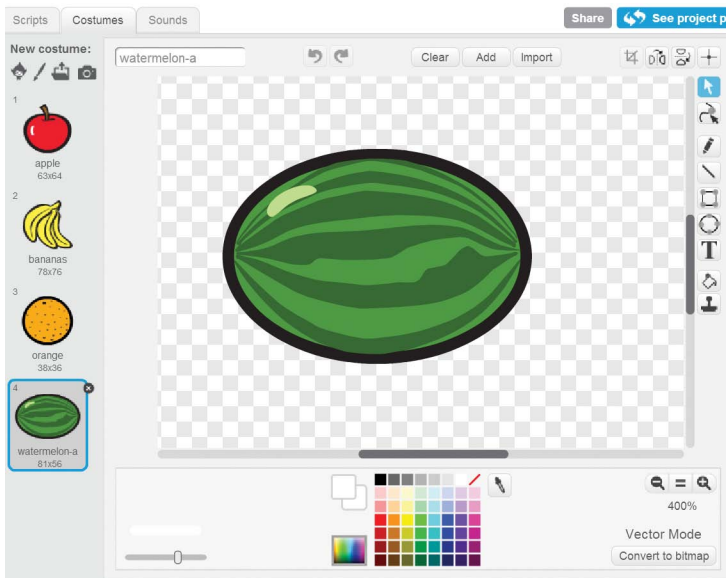 Scripts Costumes Sounds Share See project p
New costume:
watermelon-a Clear Add Import
1
apple
63x64
2
bananas
78x76
3
orange
38x36
4
watermelon-a
81x56
T
400%
Vector Mode
Convert to bitmap